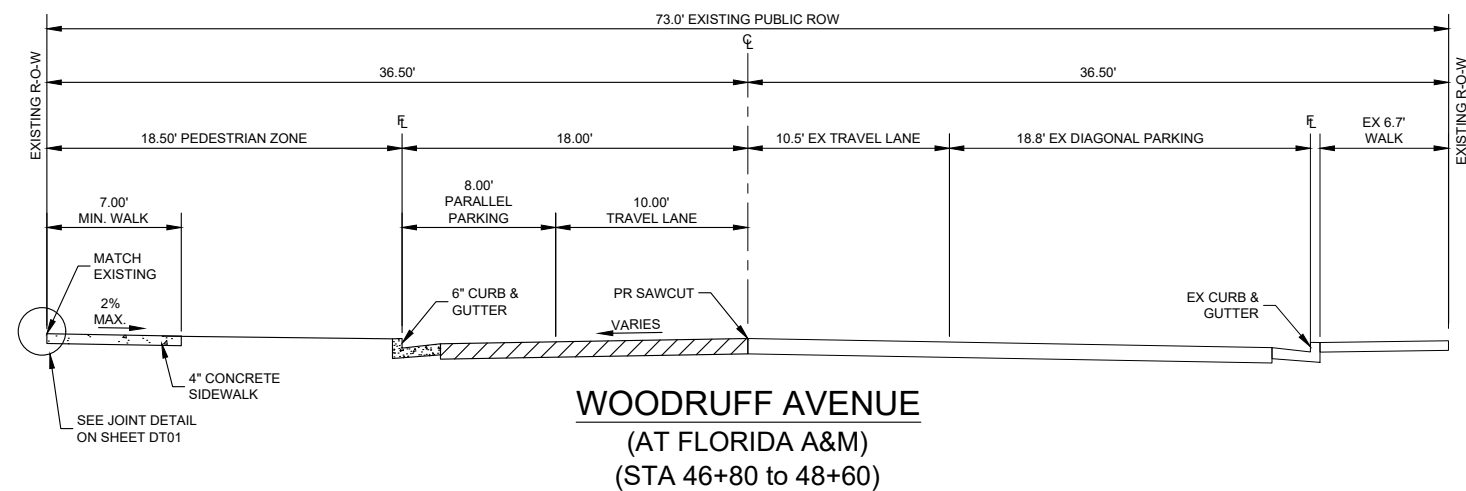 73.0' EXISTING PUBLIC ROW
℄
36.50'
36.50'
EXISTING R-O-W
EXISTING R-O-W
FL
FL
18.50' PEDESTRIAN ZONE
18.00'
10.5' EX TRAVEL LANE
18.8' EX DIAGONAL PARKING
EX 6.7'
WALK
7.00'
MIN. WALK
8.00'
PARALLEL
PARKING
10.00'
TRAVEL LANE
MATCH
EXISTING
2%
MAX.
6" CURB &
GUTTER
PR SAWCUT
VARIES
EX CURB &
GUTTER
4" CONCRETE
SIDEWALK
SEE JOINT DETAIL
ON SHEET DT01
WOODRUFF AVENUE
(AT FLORIDA A&M)
(STA 46+80 to 48+60)